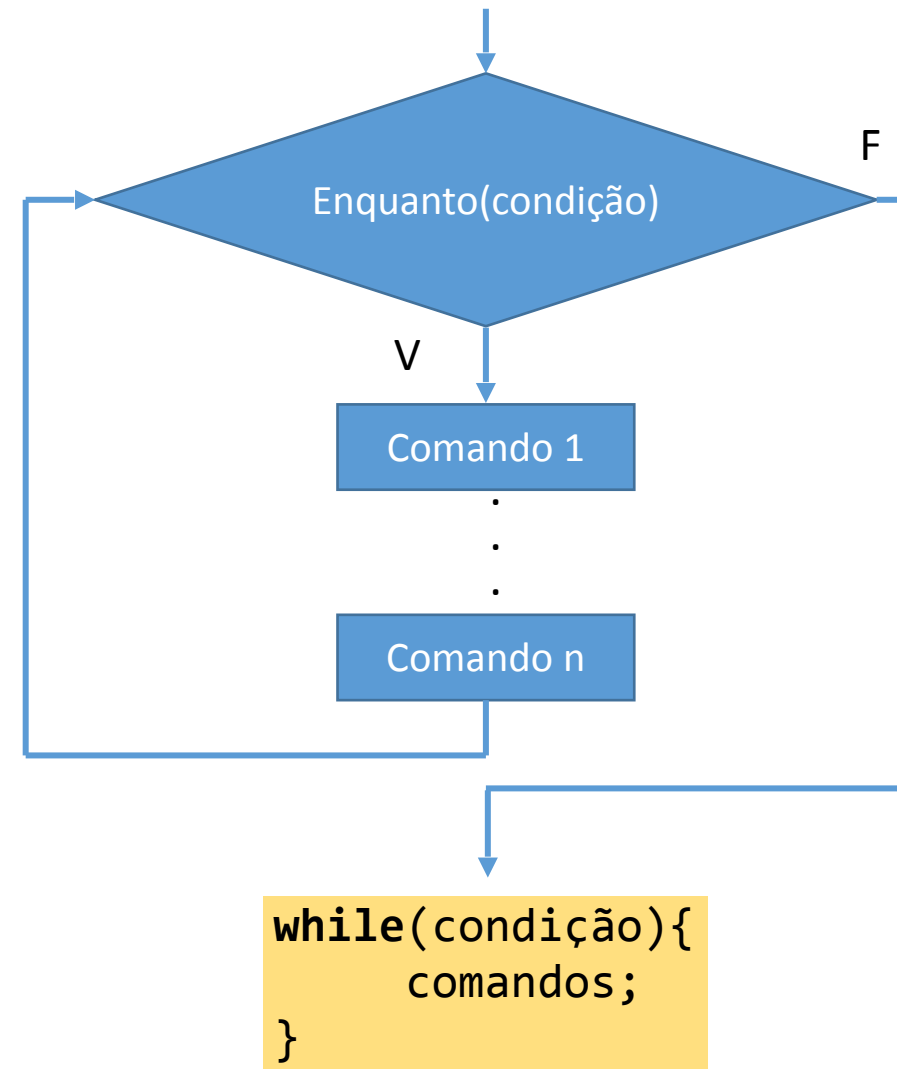 F
Enquanto(condição)
V
Comando 1
.
.
.
Comando n
while(condição){
comandos;
}